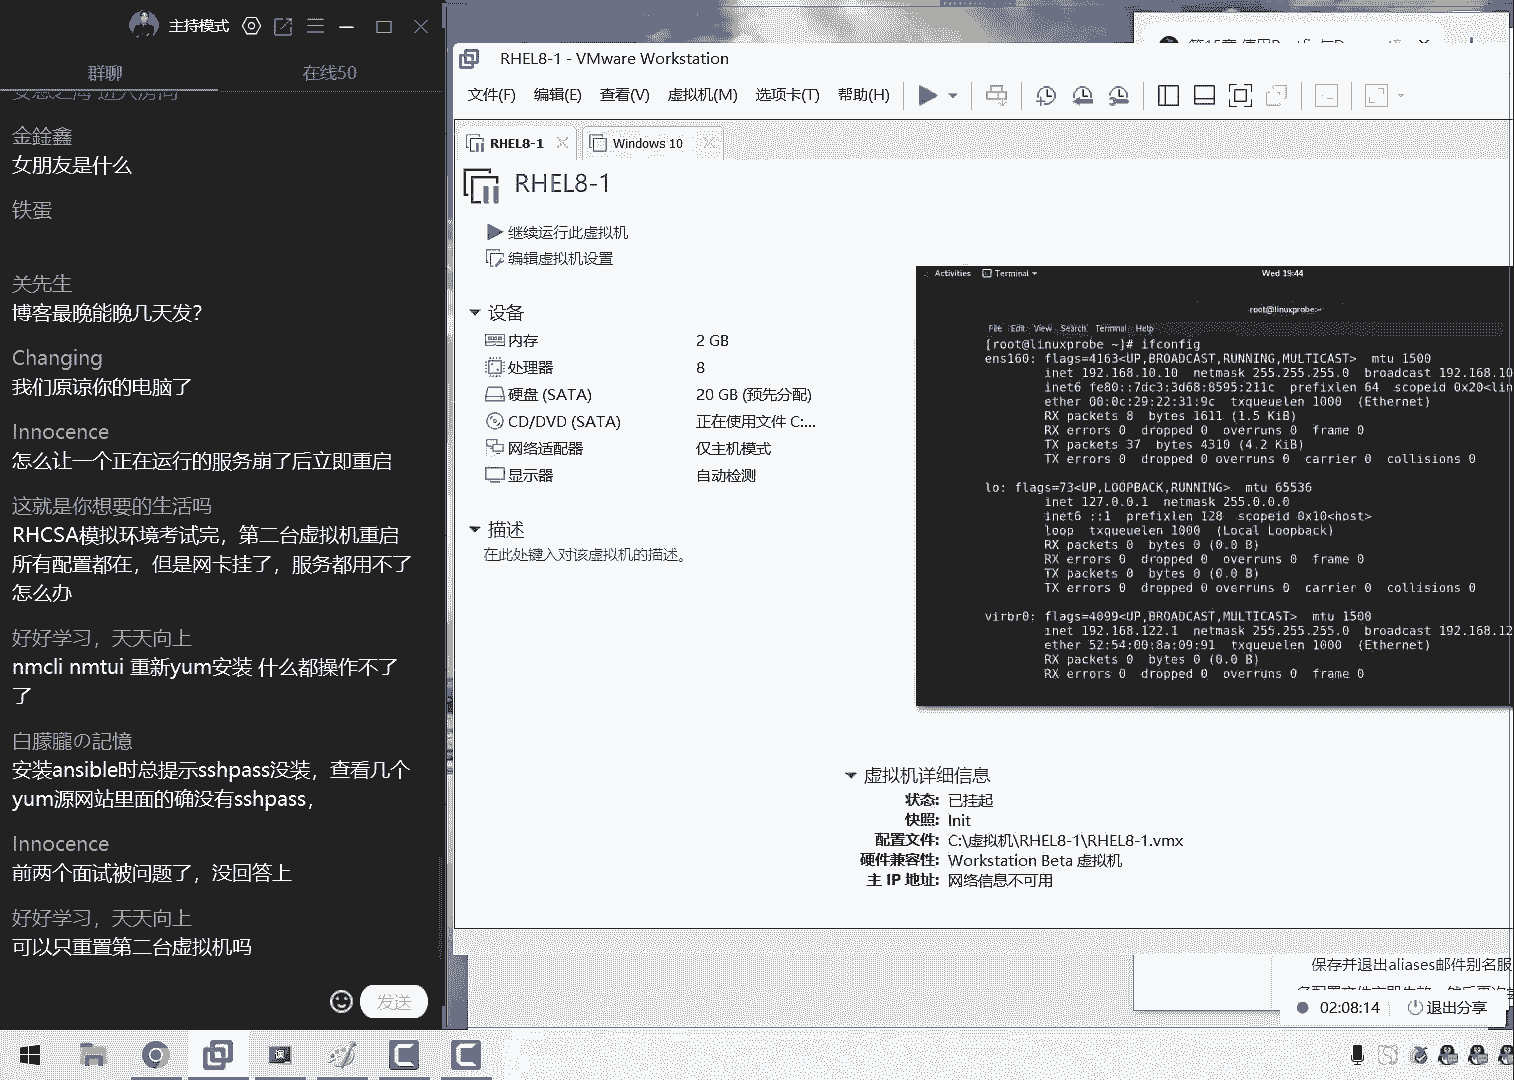 主持模式
群聊
在线50
金鍂鑫
女朋友是什么
铁蛋
关先生
博客最晚能晚几天发？
Changing
我们原谅你的电脑了
Innocence
怎么让一个正在运行的服务崩了后立即重启
这就是你想要的生活吗
RHCSA模拟环境考试完，第二台虚拟机重启
所有配置都在，但是网卡挂了，服务都用不了
怎么办
好好学习，天天向上
nmcli nmtui 重新yum安装 什么都操作不了
了
白朦朧の記憶
安装ansible时总提示sshpass没装，查看几个
yum源网站里面的确没有sshpass，
Innocence
前两个面试被问题了，没回答上
好好学习，天天向上
可以只重置第二台虚拟机吗
发送
RHEL8-1 - VMware Workstation
文件(F) 编辑(E) 查看(V) 虚拟机(M) 选项卡(T) 帮助(H)
RHEL8-1
Windows 10
RHEL8-1
继续运行此虚拟机
编辑虚拟机设置
设备
内存 2 GB
处理器 8
硬盘 (SATA) 20 GB (预先分配)
CD/DVD (SATA) 正在使用文件 C:...
网络适配器 仅主机模式
显示器 自动检测
描述
在此处键入对该虚拟机的描述。
Activities Terminal Wed 19:44
root@linuxprobe:~
File Edit View Search Terminal Help
[root@linuxprobe ~]# ifconfig
ens160: flags=4163<UP,BROADCAST,RUNNING,MULTICAST> mtu 1500
inet 192.168.10.10 netmask 255.255.255.0 broadcast 192.168.10
inet6 fe80::7dc3:3d68:8595:211c prefixlen 64 scopeid 0x20<lin
ether 00:0c:29:22:31:9c txqueuelen 1000 (Ethernet)
RX packets 8 bytes 1611 (1.5 KiB)
RX errors 0 dropped 0 overruns 0 frame 0
TX packets 37 bytes 4310 (4.2 KiB)
TX errors 0 dropped 0 overruns 0 carrier 0 collisions 0
lo: flags=73<UP,LOOPBACK,RUNNING> mtu 65536
inet 127.0.0.1 netmask 255.0.0.0
inet6 ::1 prefixlen 128 scopeid 0x10<host>
loop txqueuelen 1000 (Local Loopback)
RX packets 0 bytes 0 (0.0 B)
RX errors 0 dropped 0 overruns 0 frame 0
TX packets 0 bytes 0 (0.0 B)
TX errors 0 dropped 0 overruns 0 carrier 0 collisions 0
virbr0: flags=4099<UP,BROADCAST,MULTICAST> mtu 1500
inet 192.168.122.1 netmask 255.255.255.0 broadcast 192.168.12
ether 52:54:00:8a:09:91 txqueuelen 1000 (Ethernet)
RX packets 0 bytes 0 (0.0 B)
RX errors 0 dropped 0 overruns 0 frame 0
虚拟机详细信息
状态: 已挂起
快照: Init
配置文件: C:\虚拟机\RHEL8-1\RHEL8-1.vmx
硬件兼容性: Workstation Beta 虚拟机
主 IP 地址: 网络信息不可用
保存并退出aliases邮件别名服
02:08:14 退出分享